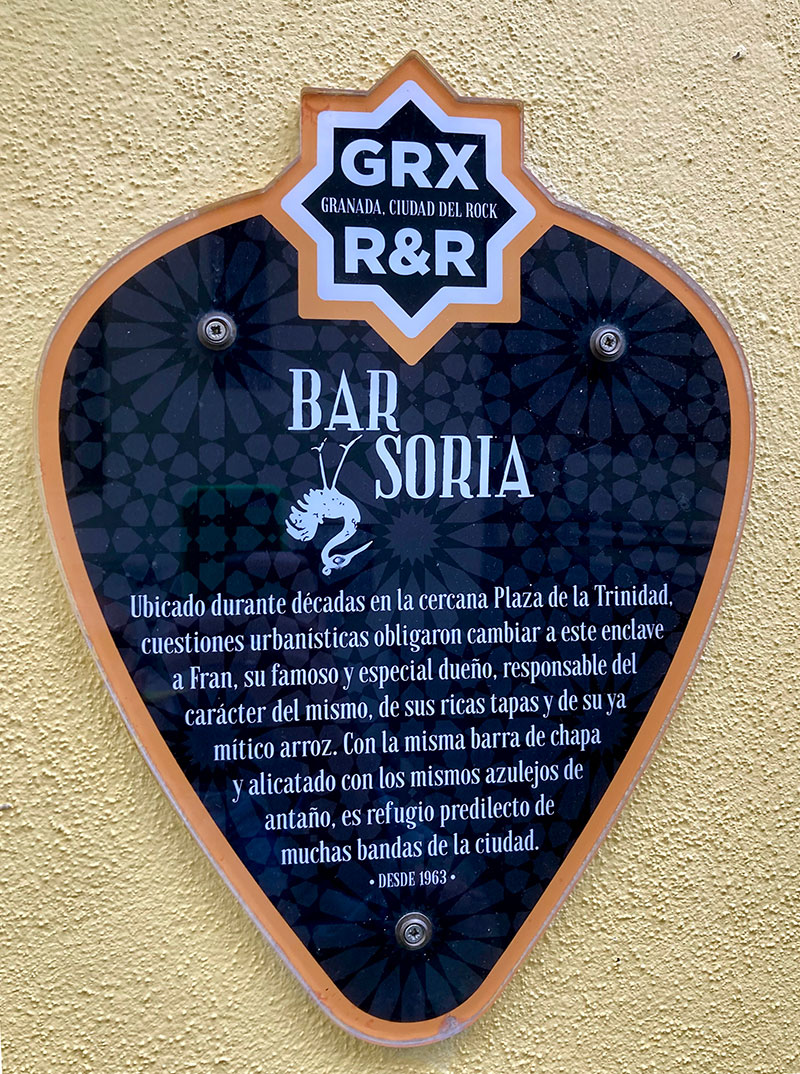 GRX
GRANADA, CIUDAD DEL ROCK
R&R
BAR
SORIA
Ubicado durante décadas en la cercana Plaza de la Trinidad,
cuestiones urbanísticas obligaron cambiar a este enclave
a Fran, su famoso y especial dueño, responsable del
carácter del mismo, de sus ricas tapas y de su ya
mítico arroz. Con la misma barra de chapa
y alicatado con los mismos azulejos de
antaño, es refugio predilecto de
muchas bandas de la ciudad.
• DESDE 1963 •